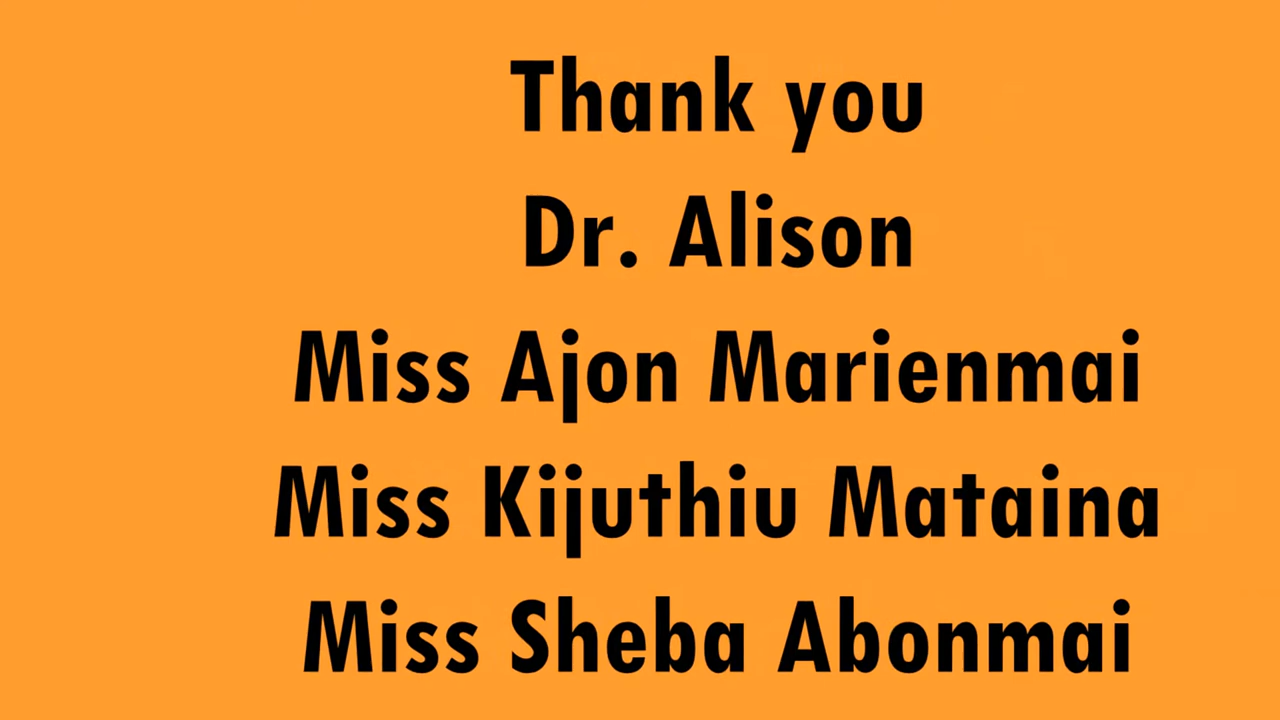 Thank you
Dr. Alison
Miss Ajon Marienmai
Miss Kijuthiu Mataina
Miss Sheba Abonmai